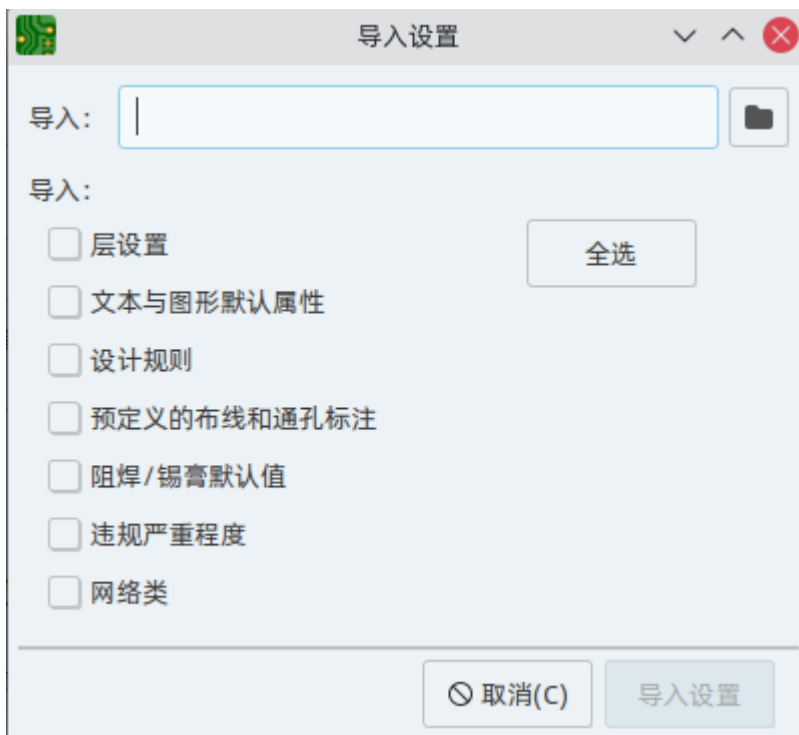 导入设置
导入:
导入:
层设置
全选
文本与图形默认属性
设计规则
预定义的布线和通孔标注
阻焊/锡膏默认值
违规严重程度
网络类
取消(C)
导入设置